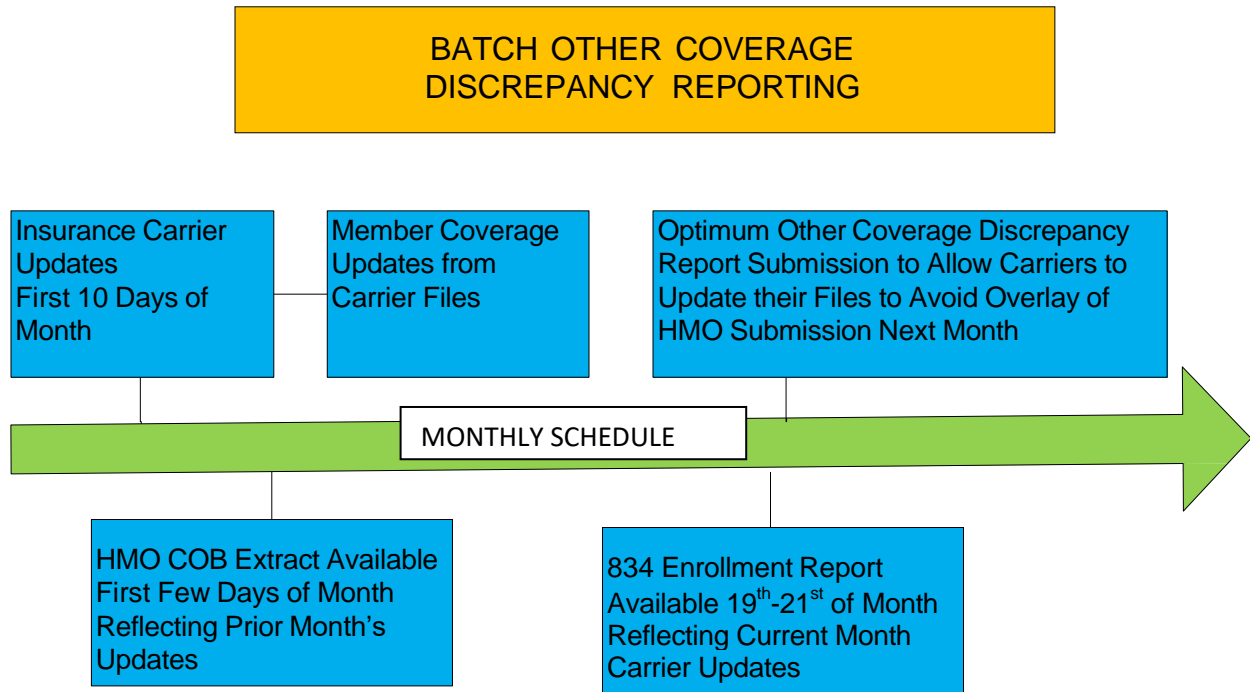 BATCH OTHER COVERAGE
DISCREPANCY REPORTING
Insurance Carrier
Updates
First 10 Days of
Month
Member Coverage
Updates from
Carrier Files
Optimum Other Coverage Discrepancy
Report Submission to Allow Carriers to
Update their Files to Avoid Overlay of
HMO Submission Next Month
MONTHLY SCHEDULE
HMO COB Extract Available
First Few Days of Month
Reflecting Prior Month's
Updates
834 Enrollment Report
Available 19th-21st of Month
Reflecting Current Month
Carrier Updates